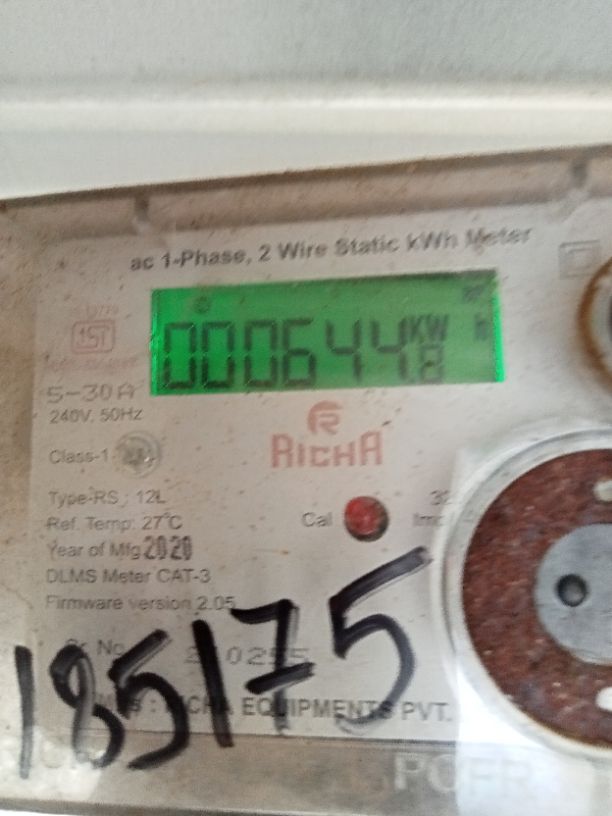 ac 1-Phase, 2 Wire Static kWh Meter
000644.8 KW h
5-30A
240V. 50Hz
RICHA
Class-1
Type-RS : 12L
Ref. Temp: 27°C
Cal
Year of Mfg 2020
DLMS Meter CAT-3
Firmware version 2.05
185175
EQUIPMENTS PVT.